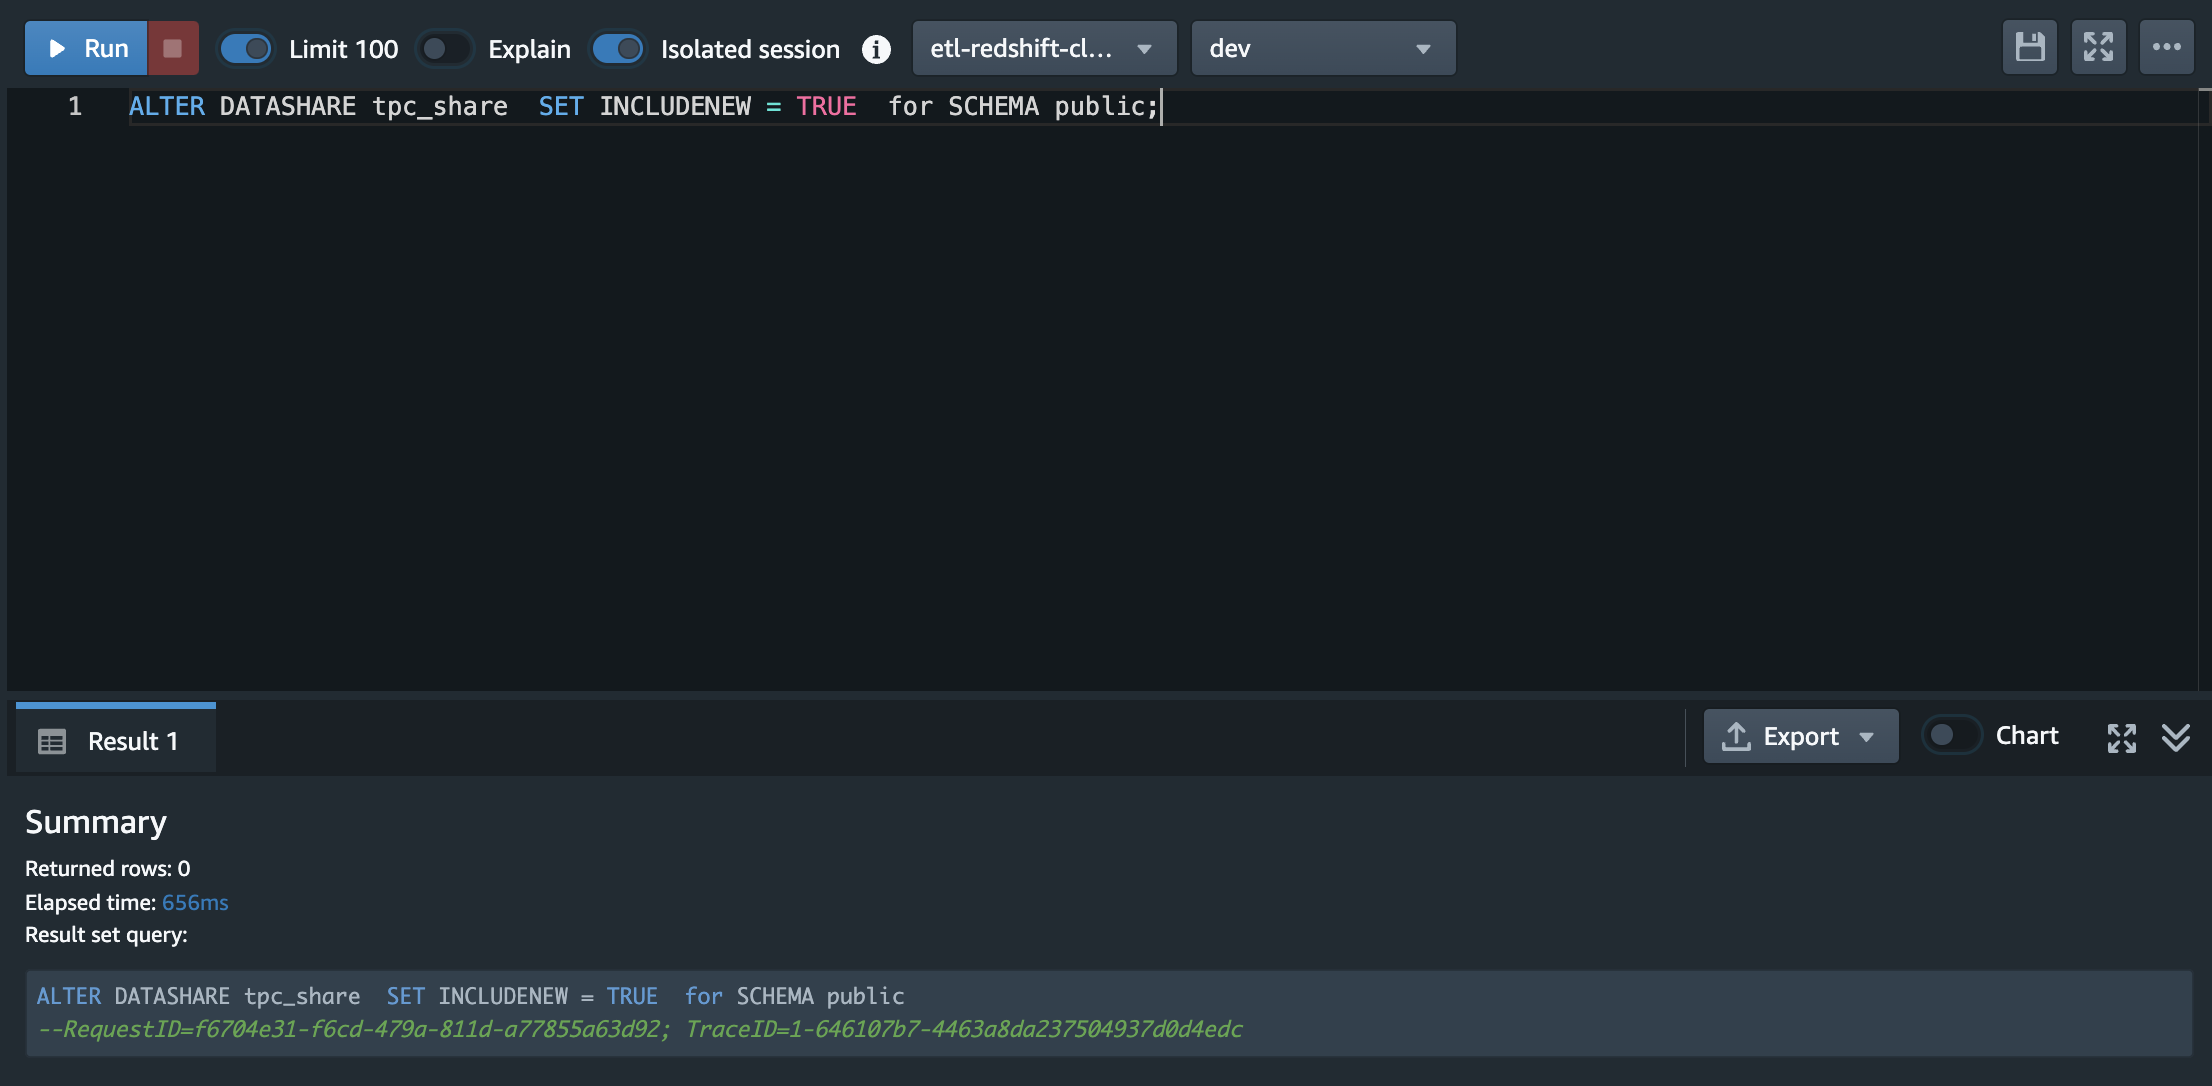 Run Limit 100 Explain Isolated session i etl-redshift-cl... dev
1 ALTER DATASHARE tpc_share  SET INCLUDENEW = TRUE  for SCHEMA public;
Result 1 Export Chart
Summary
Returned rows: 0
Elapsed time: 656ms
Result set query:
ALTER DATASHARE tpc_share  SET INCLUDENEW = TRUE  for SCHEMA public
--RequestID=f6704e31-f6cd-479a-811d-a77855a63d92; TraceID=1-646107b7-4463a8da237504937d0d4edc